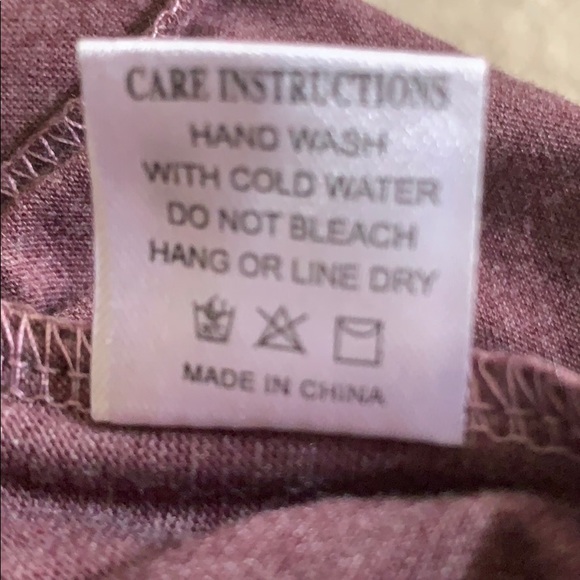 CARE INSTRUCTIONS
HAND WASH
WITH COLD WATER
DO NOT BLEACH
HANG OR LINE DRY
MADE IN CHINA